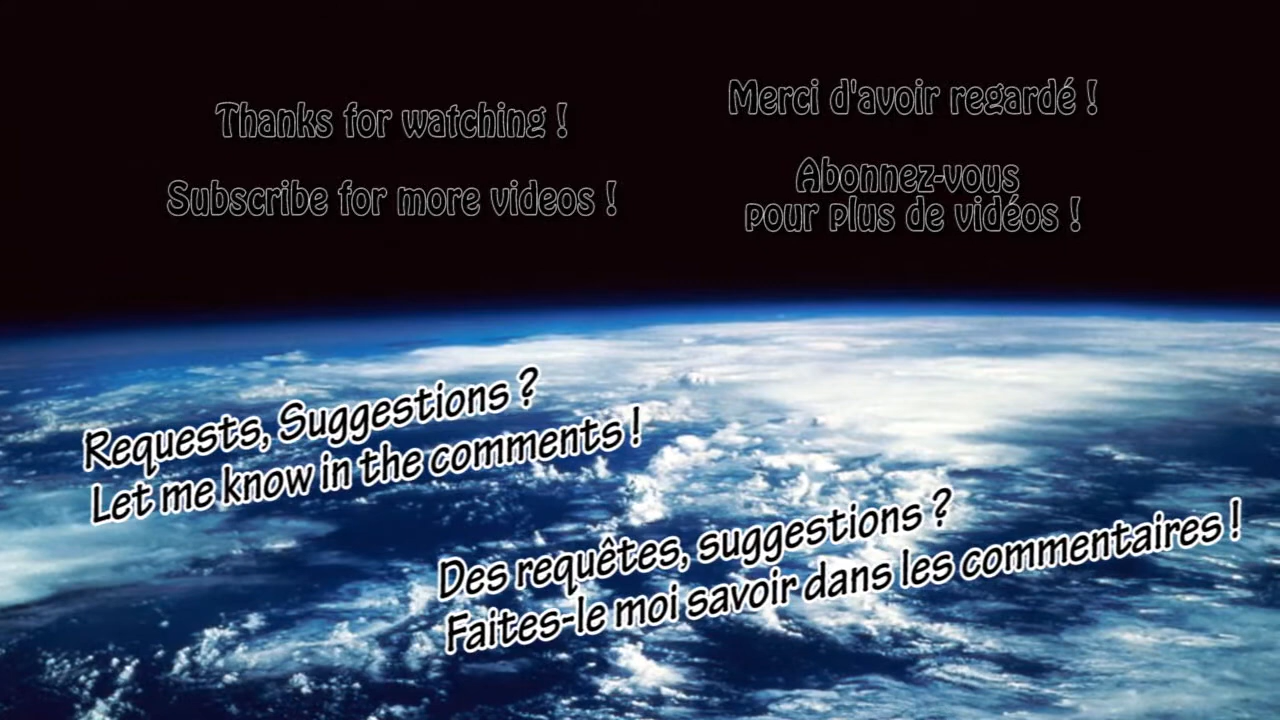 Thanks for watching !
Subscribe for more videos !
Merci d'avoir regardé !
Abonnez-vous
pour plus de vidéos !
Requests, Suggestions ?
Let me know in the comments !
Des requêtes, suggestions ?
Faites-le moi savoir dans les commentaires !